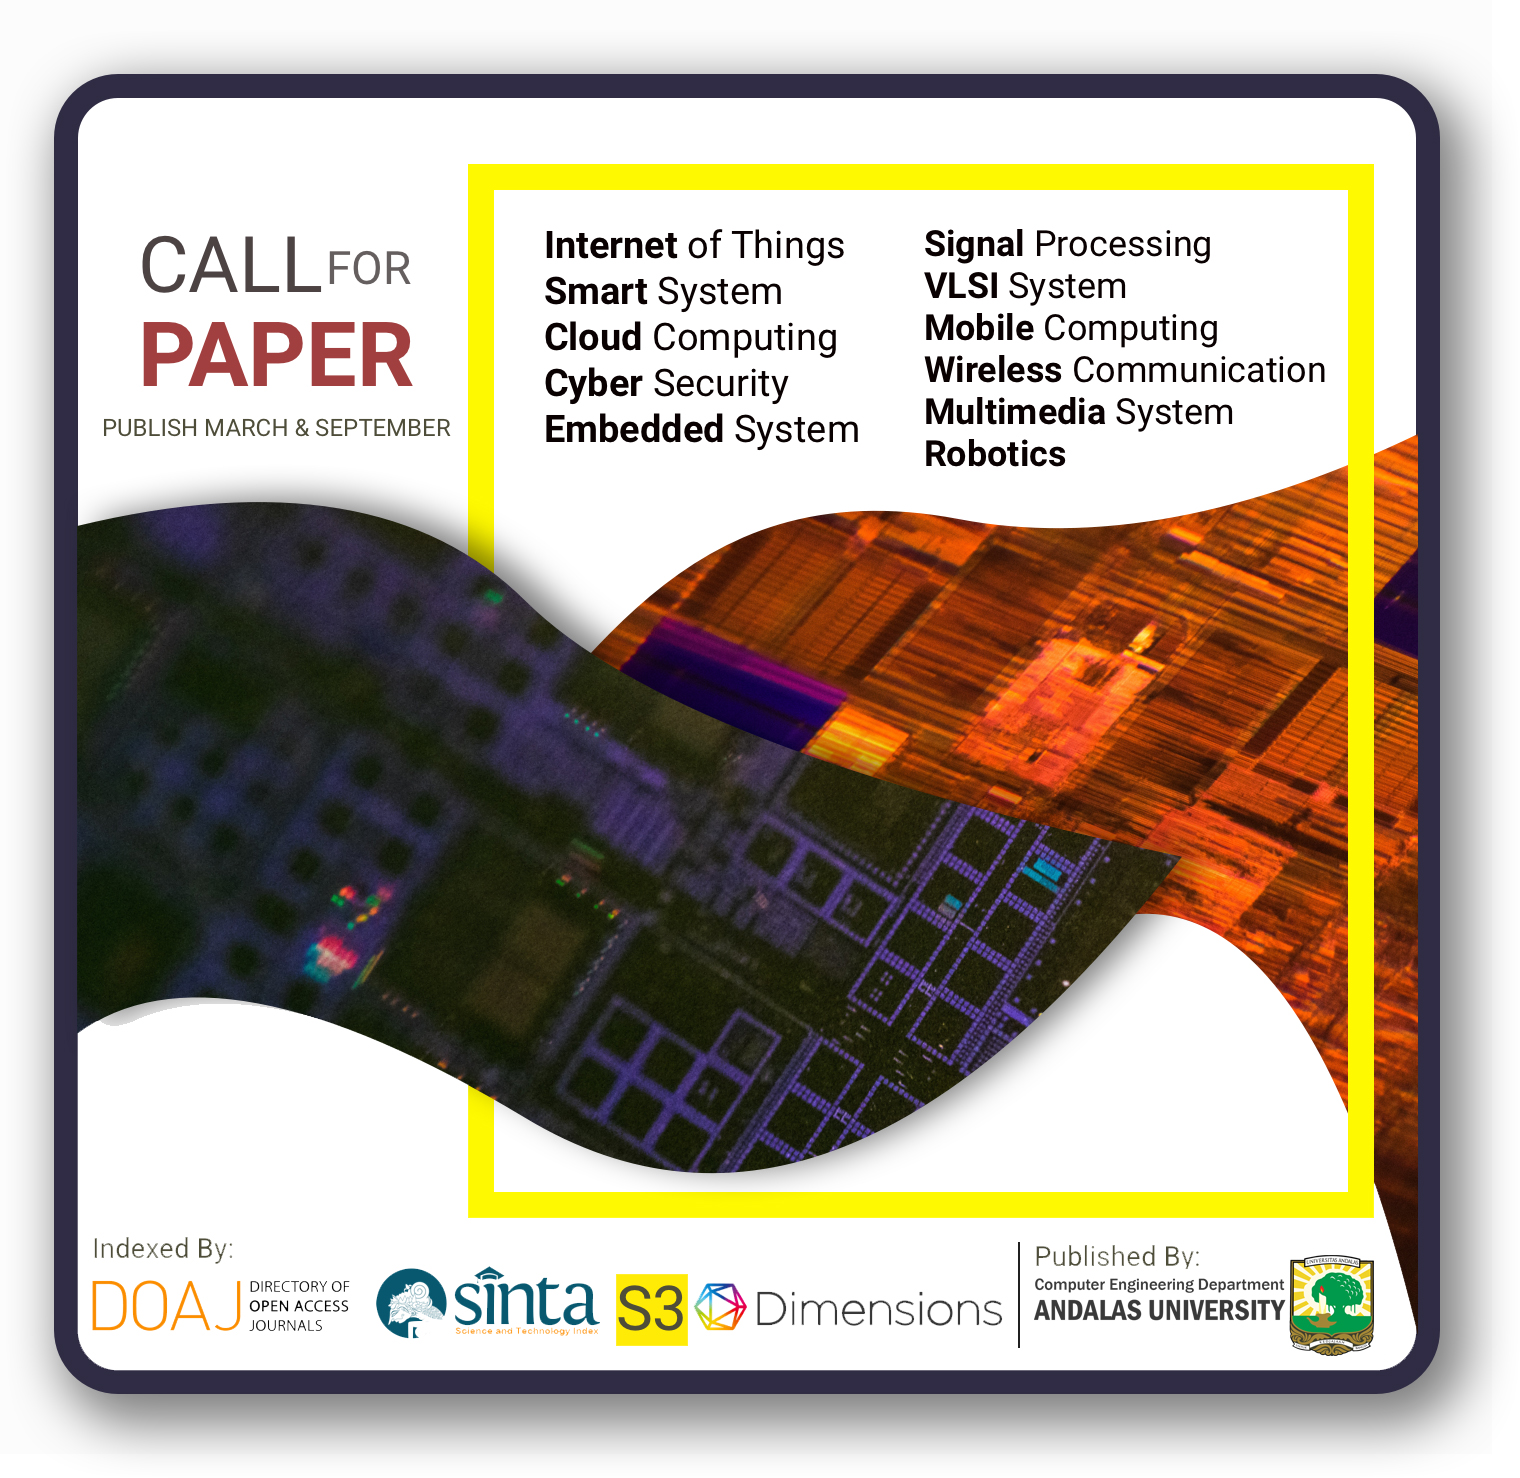 CALL FOR
PAPER
PUBLISH MARCH & SEPTEMBER
Internet of Things
Smart System
Cloud Computing
Cyber Security
Embedded System
Signal Processing
VLSI System
Mobile Computing
Wireless Communication
Multimedia System
Robotics
Indexed By:
DOAJ
DIRECTORY OF
OPEN ACCESS
JOURNALS
sinta
Science and Technology Index
S3
Dimensions
Published By:
Computer Engineering Department
ANDALAS UNIVERSITY
UNIVERSITAS ANDALAS